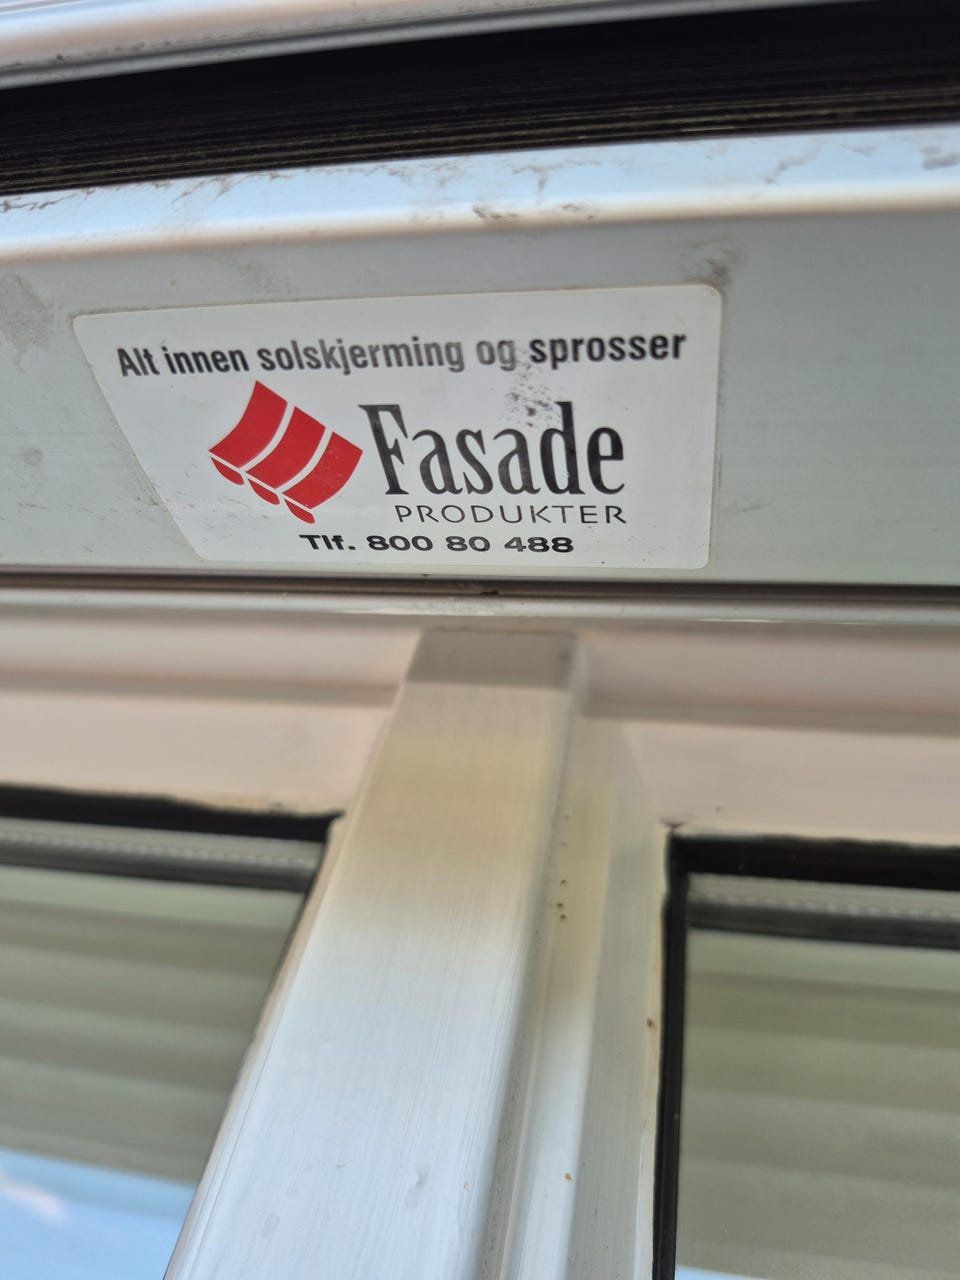 Alt innen solskjerming og sprosser
Fasade
PRODUKTER
Tlf. 800 80 488